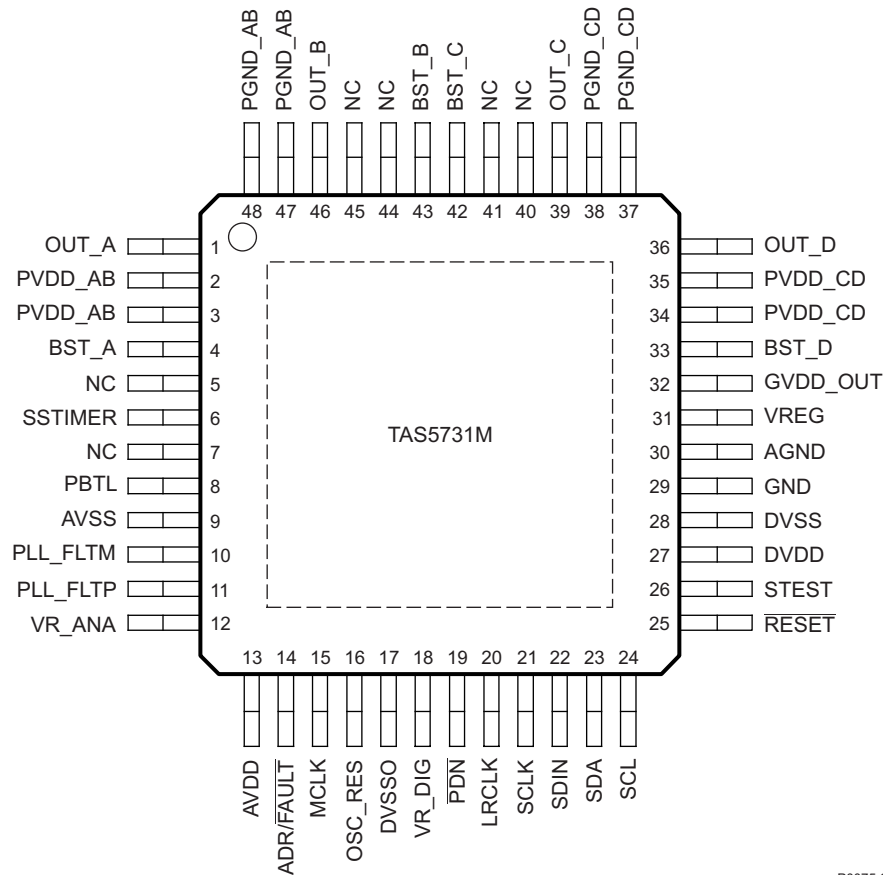 PGND_AB
PGND_AB
OUT_B
NC
NC
BST_B
BST_C
NC
NC
OUT_C
PGND_CD
PGND_CD
48 47 46 45 44 43 42 41 40 39 38 37
OUT_A 1
PVDD_AB 2
PVDD_AB 3
BST_A 4
NC 5
SSTIMER 6
NC 7
PBTL 8
AVSS 9
PLL_FLTM 10
PLL_FLTP 11
VR_ANA 12
TAS5731M
36 OUT_D
35 PVDD_CD
34 PVDD_CD
33 BST_D
32 GVDD_OUT
31 VREG
30 AGND
29 GND
28 DVSS
27 DVDD
26 STEST
25 RESET
13 14 15 16 17 18 19 20 21 22 23 24
AVDD
ADR/FAULT
MCLK
OSC_RES
DVSSO
VR_DIG
PDN
LRCLK
SCLK
SDIN
SDA
SCL